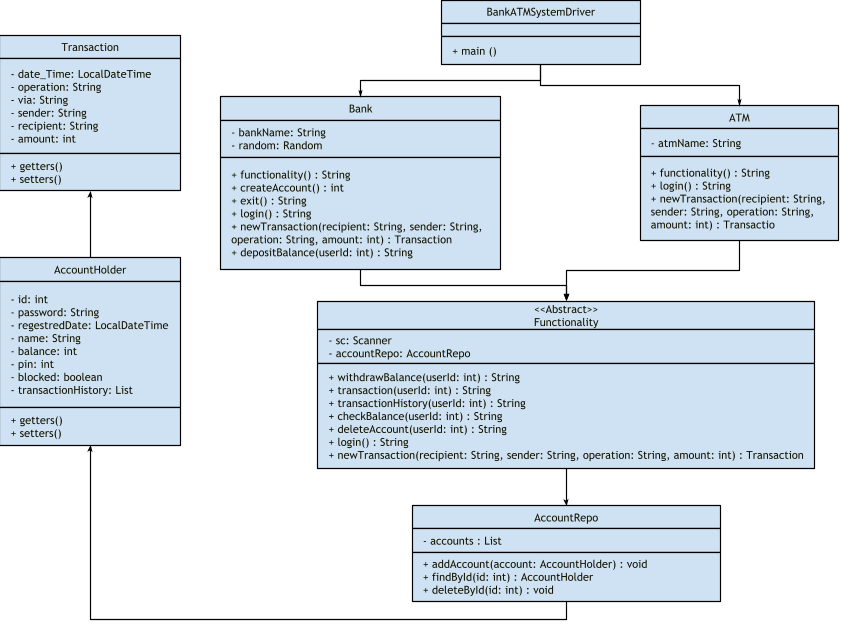 BankATMSystemDriver
+ main ()
Transaction
- date_Time: LocalDateTime
- operation: String
- via: String
- sender: String
- recipient: String
- amount: int
+ getters()
+ setters()
Bank
- bankName: String
- random: Random
+ functionality() : String
+ createAccount() : int
+ exit() : String
+ login() : String
+ newTransaction(recipient: String, sender: String,
operation: String, amount: int) : Transaction
+ depositBalance(userId: int) : String
ATM
- atmName: String
+ functionality() : String
+ login() : String
+ newTransaction(recipient: String,
sender: String, operation: String,
amount: int) : Transactio
AccountHolder
- id: int
- password: String
- regestredDate: LocalDateTime
- name: String
- balance: int
- pin: int
- blocked: boolean
- transactionHistory: List
+ getters()
+ setters()
<<Abstract>>
Functionality
- sc: Scanner
- accountRepo: AccountRepo
+ withdrawBalance(userId: int) : String
+ transaction(userId: int) : String
+ transactionHistory(userId: int) : String
+ checkBalance(userId: int) : String
+ deleteAccount(userId: int) : String
+ login() : String
+ newTransaction(recipient: String, sender: String, operation: String, amount: int) : Transaction
AccountRepo
- accounts : List
+ addAccount(account: AccountHolder) : void
+ findById(id: int) : AccountHolder
+ deleteById(id: int) : void